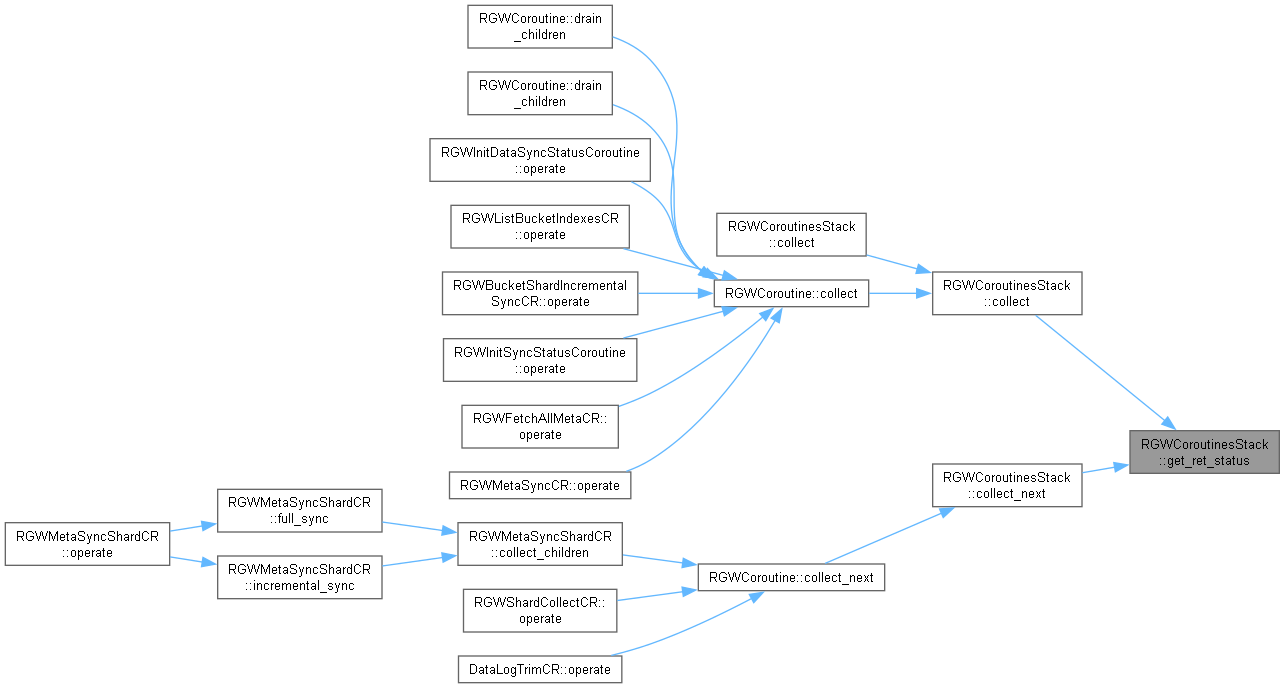 RGWCoroutine::drain
_children
RGWCoroutine::drain
_children
RGWInitDataSyncStatusCoroutine
::operate
RGWListBucketIndexesCR
::operate
RGWCoroutinesStack
::collect
RGWBucketShardIncremental
SyncCR::operate
RGWCoroutine::collect
RGWCoroutinesStack
::collect
RGWInitSyncStatusCoroutine
::operate
RGWFetchAllMetaCR::
operate
RGWCoroutinesStack
::get_ret_status
RGWMetaSyncCR::operate
RGWCoroutinesStack
::collect_next
RGWMetaSyncShardCR
::full_sync
RGWMetaSyncShardCR
::operate
RGWMetaSyncShardCR
::collect_children
RGWMetaSyncShardCR
::incremental_sync
RGWCoroutine::collect_next
RGWShardCollectCR::
operate
DataLogTrimCR::operate